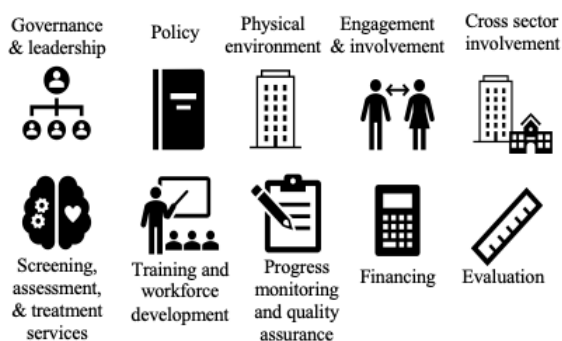 Governance
& leadership
Policy
Physical
environment
Engagement
& involvement
Cross sector
involvement
Screening,
assessment,
& treatment
services
Training and
workforce
development
Progress
monitoring
and quality
assurance
Financing
Evaluation